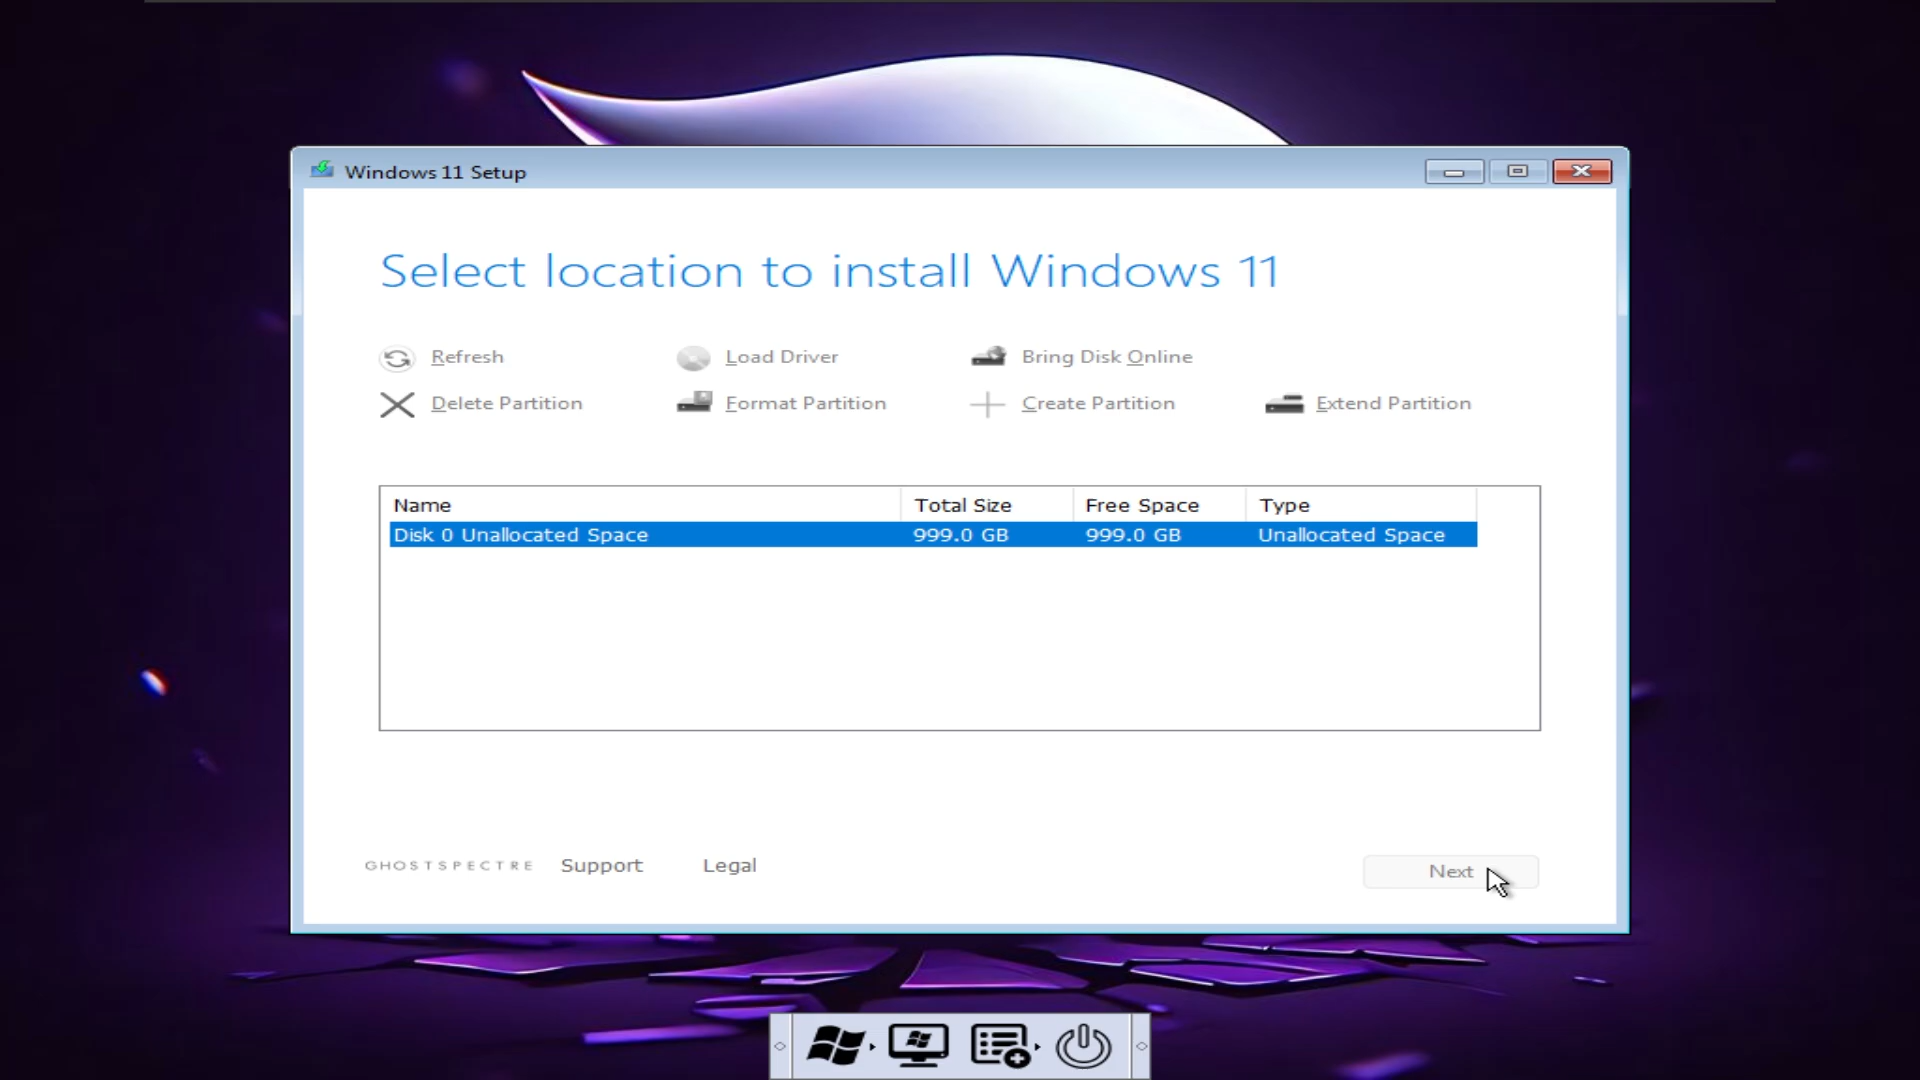 Windows 11 Setup
Select location to install Windows 11
Refresh Load Driver Bring Disk Online
Delete Partition Format Partition Create Partition Extend Partition
Name Total Size Free Space Type
Disk 0 Unallocated Space 999.0 GB 999.0 GB Unallocated Space
GHOSTSPECTRE Support Legal Next